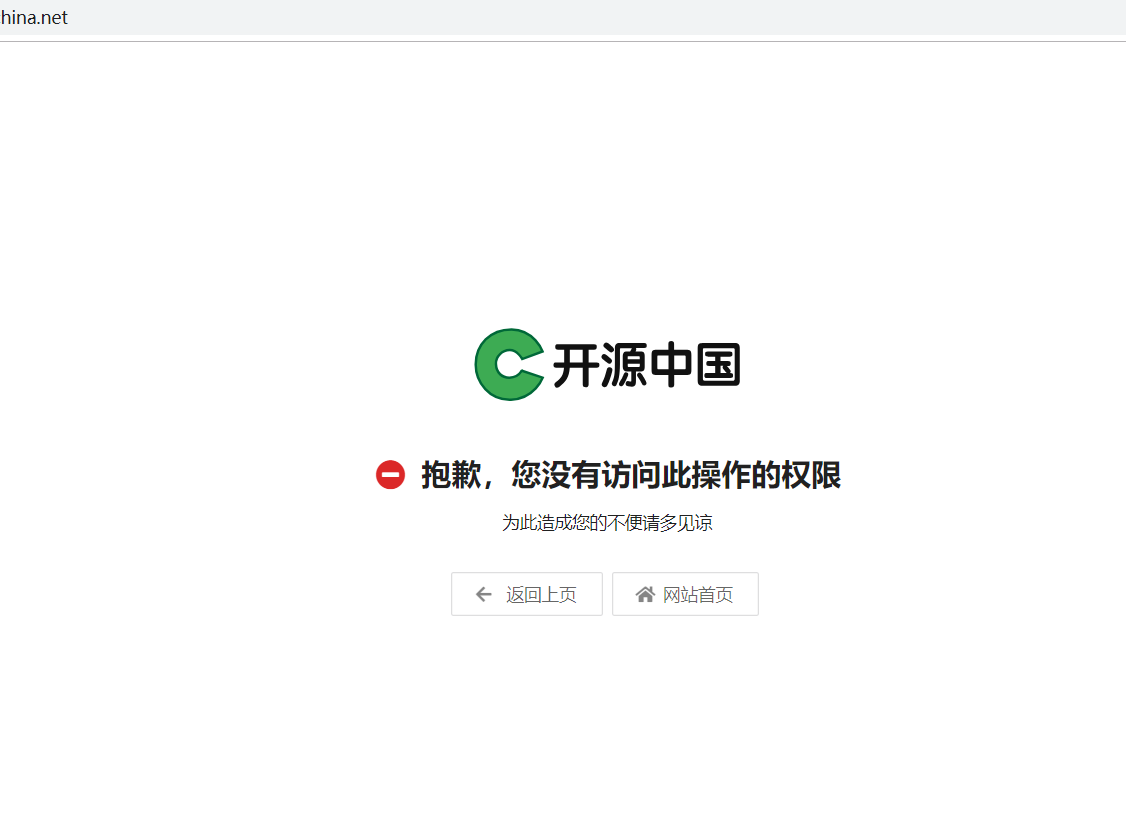 hina.net
开源中国
抱歉，您没有访问此操作的权限
为此造成您的不便请多见谅
返回上页
网站首页